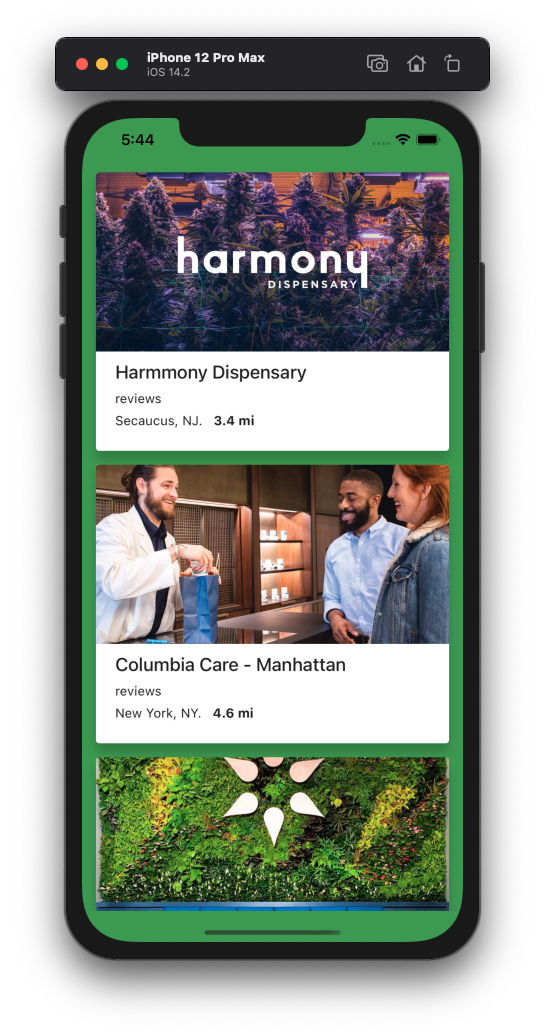 iPhone 12 Pro Max
iOS 14.2
5:44
harmony
DISPENSARY
Harmmony Dispensary
reviews
Secaucus, NJ. 3.4 mi
Columbia Care - Manhattan
reviews
New York, NY. 4.6 mi